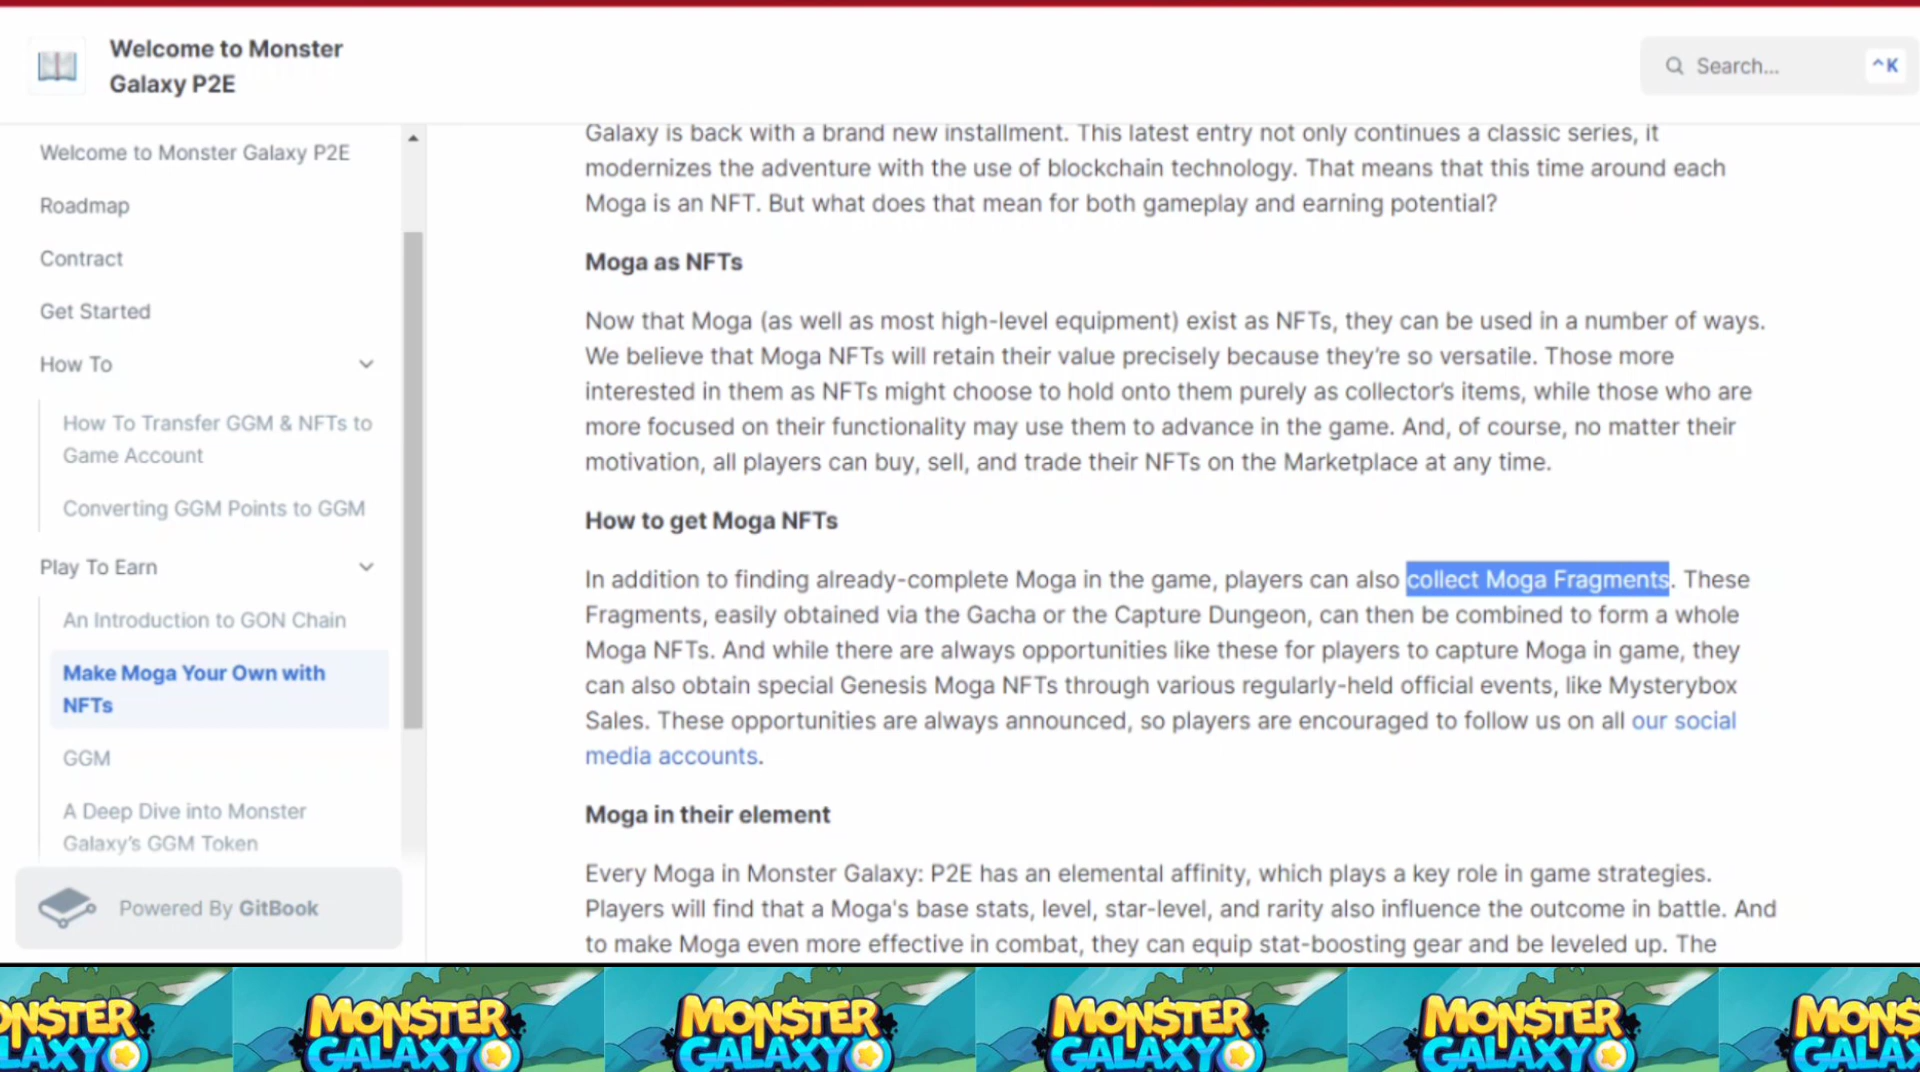 Welcome to Monster
Galaxy P2E
Search...
^K
Welcome to Monster Galaxy P2E
Roadmap
Contract
Get Started
How To
How To Transfer GGM & NFTs to
Game Account
Converting GGM Points to GGM
Play To Earn
An Introduction to GON Chain
Make Moga Your Own with
NFTs
GGM
A Deep Dive into Monster
Galaxy’s GGM Token
Powered By GitBook
Galaxy is back with a brand new installment. This latest entry not only continues a classic series, it
modernizes the adventure with the use of blockchain technology. That means that this time around each
Moga is an NFT. But what does that mean for both gameplay and earning potential?
Moga as NFTs
Now that Moga (as well as most high-level equipment) exist as NFTs, they can be used in a number of ways.
We believe that Moga NFTs will retain their value precisely because they’re so versatile. Those more
interested in them as NFTs might choose to hold onto them purely as collector’s items, while those who are
more focused on their functionality may use them to advance in the game. And, of course, no matter their
motivation, all players can buy, sell, and trade their NFTs on the Marketplace at any time.
How to get Moga NFTs
In addition to finding already-complete Moga in the game, players can also collect Moga Fragments. These
Fragments, easily obtained via the Gacha or the Capture Dungeon, can then be combined to form a whole
Moga NFTs. And while there are always opportunities like these for players to capture Moga in game, they
can also obtain special Genesis Moga NFTs through various regularly-held official events, like Mysterybox
Sales. These opportunities are always announced, so players are encouraged to follow us on all our social
media accounts.
Moga in their element
Every Moga in Monster Galaxy: P2E has an elemental affinity, which plays a key role in game strategies.
Players will find that a Moga's base stats, level, star-level, and rarity also influence the outcome in battle. And
to make Moga even more effective in combat, they can equip stat-boosting gear and be leveled up. The
ONSTER MON$TER MON$TER MON$TER MON$TER MONS
LAXY GALAXY GALAXY GALAXY GALAXY GALAX